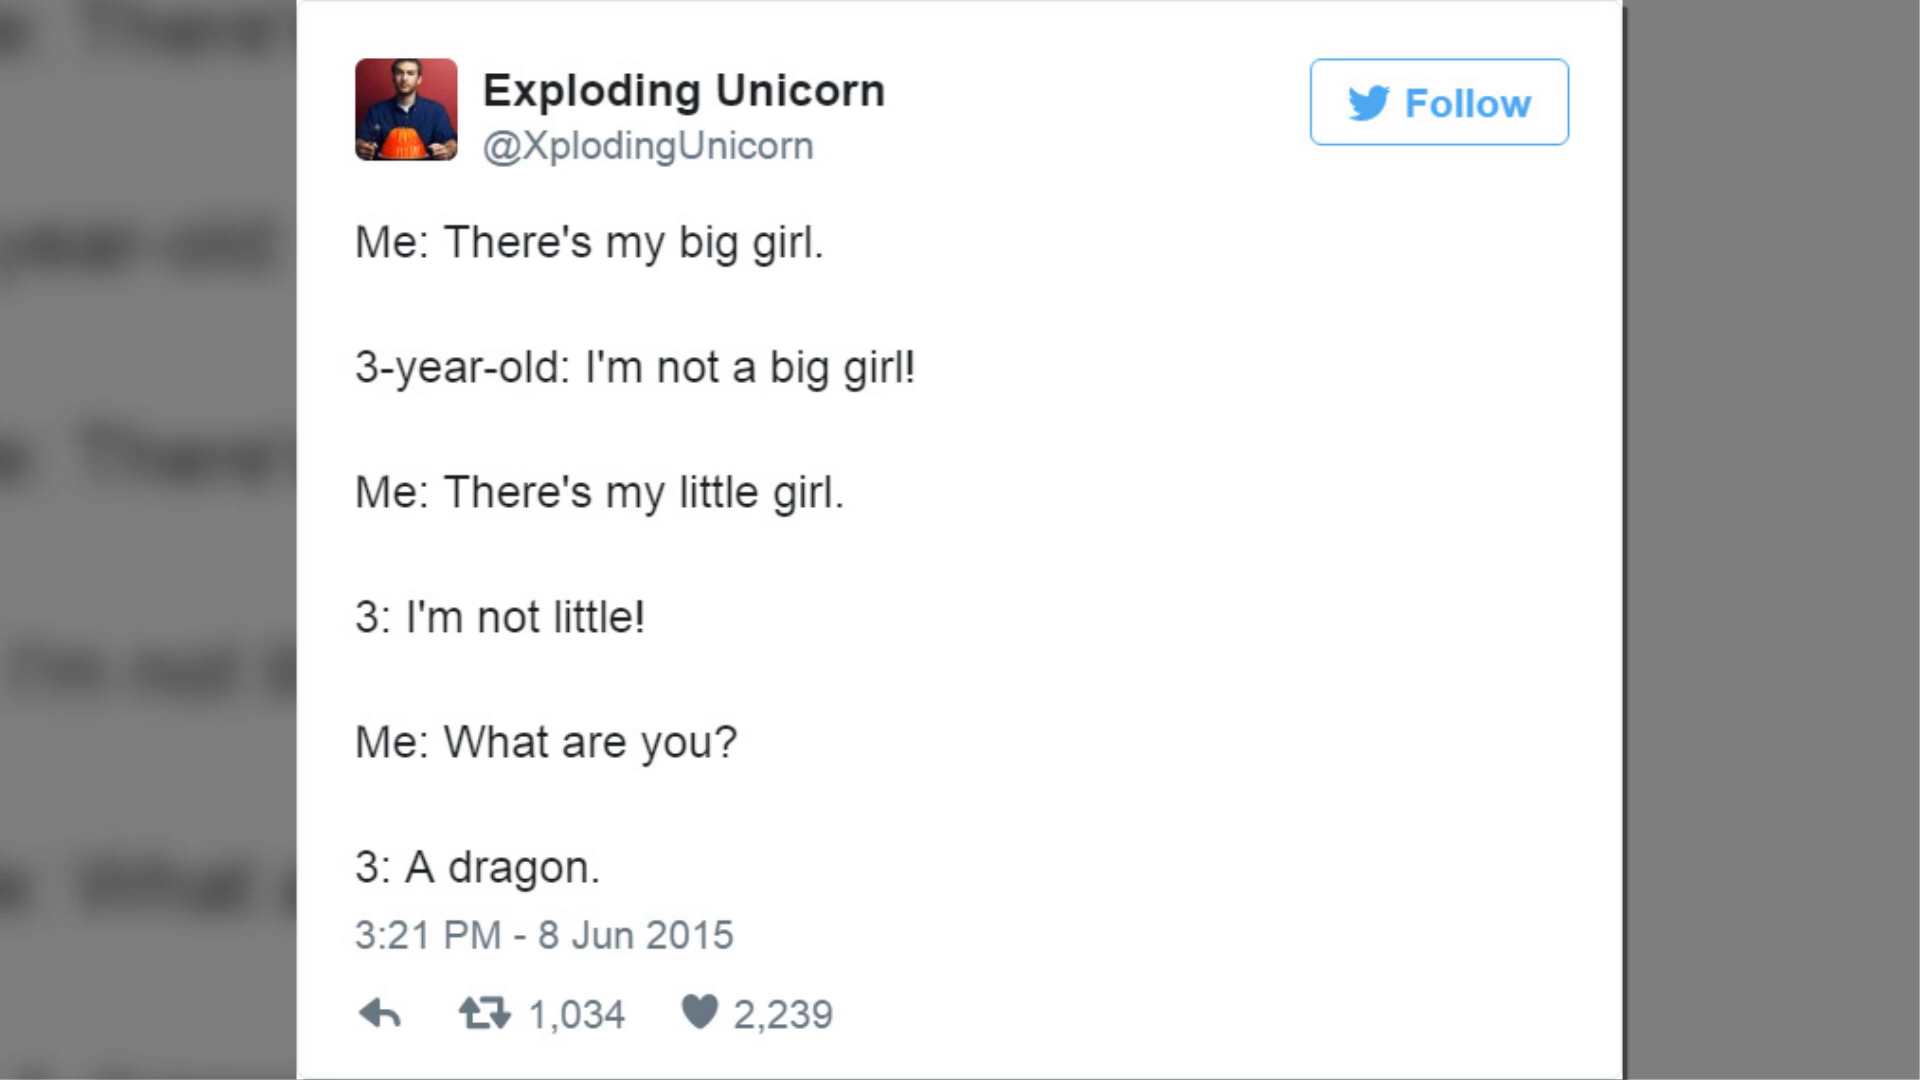 Exploding Unicorn
@XplodingUnicorn
Follow
Me: There's my big girl.
3-year-old: I'm not a big girl!
Me: There's my little girl.
3: I'm not little!
Me: What are you?
3: A dragon.
3:21 PM - 8 Jun 2015
1,034 2,239